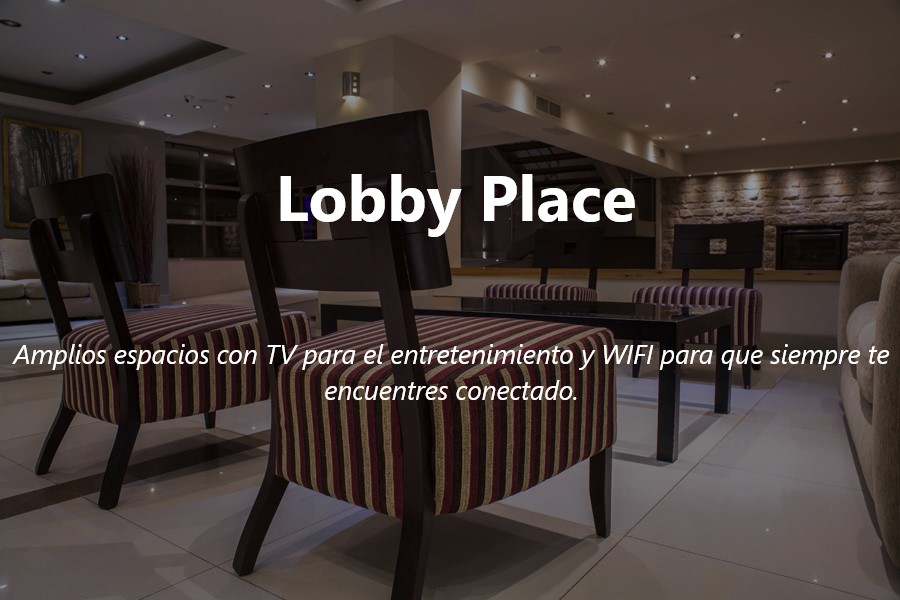 Lobby Place
Amplios espacios con TV para el entretenimiento y WIFI para que siempre te
encuentres conectado.